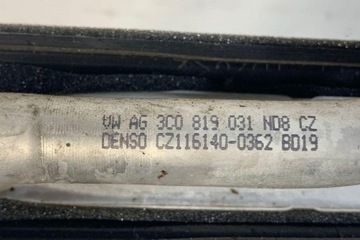 VW AG 3C0 819 031 ND8 CZ
DENSO CZ116140-0362 BD19